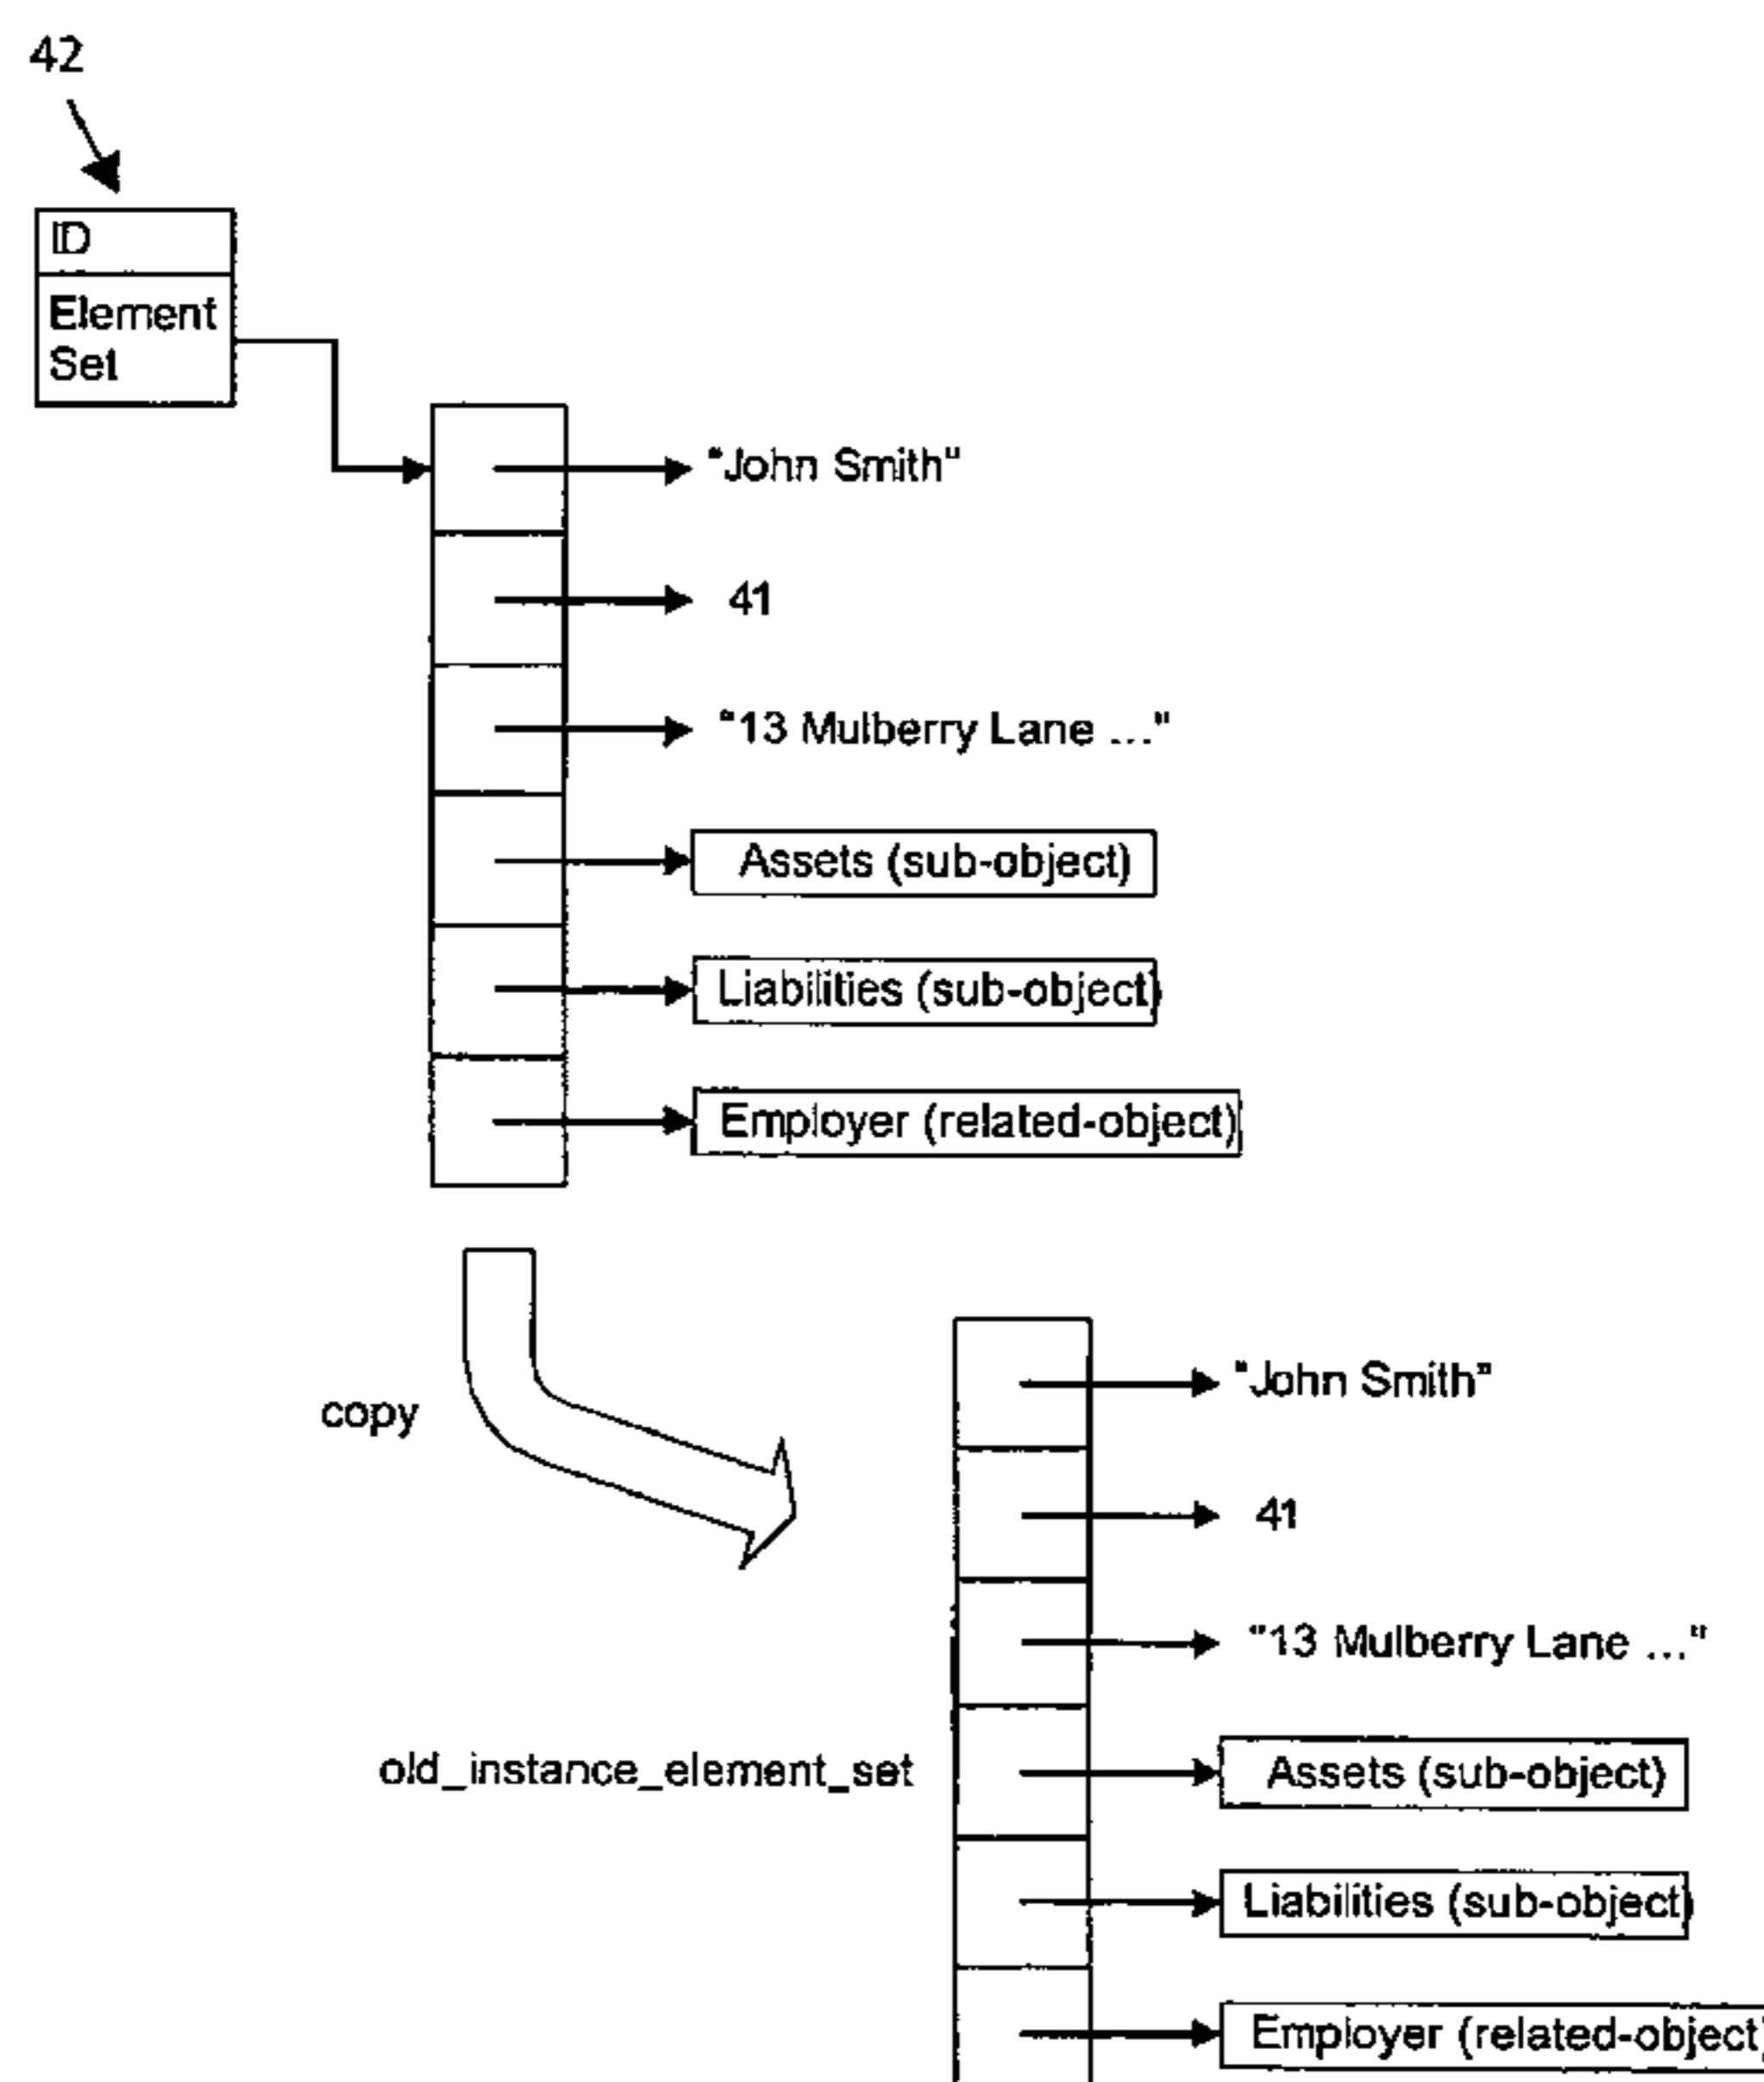 42
ID
Element
Set
"John Smith"
41
"13 Mulberry Lane ..."
Assets (sub-object)
Liabilities (sub-object)
Employer (related-object)
copy
"John Smith"
41
"13 Mulberry Lane ..."
old_instance_element_set
Assets (sub-object)
Liabilities (sub-object)
Employer (related-object)